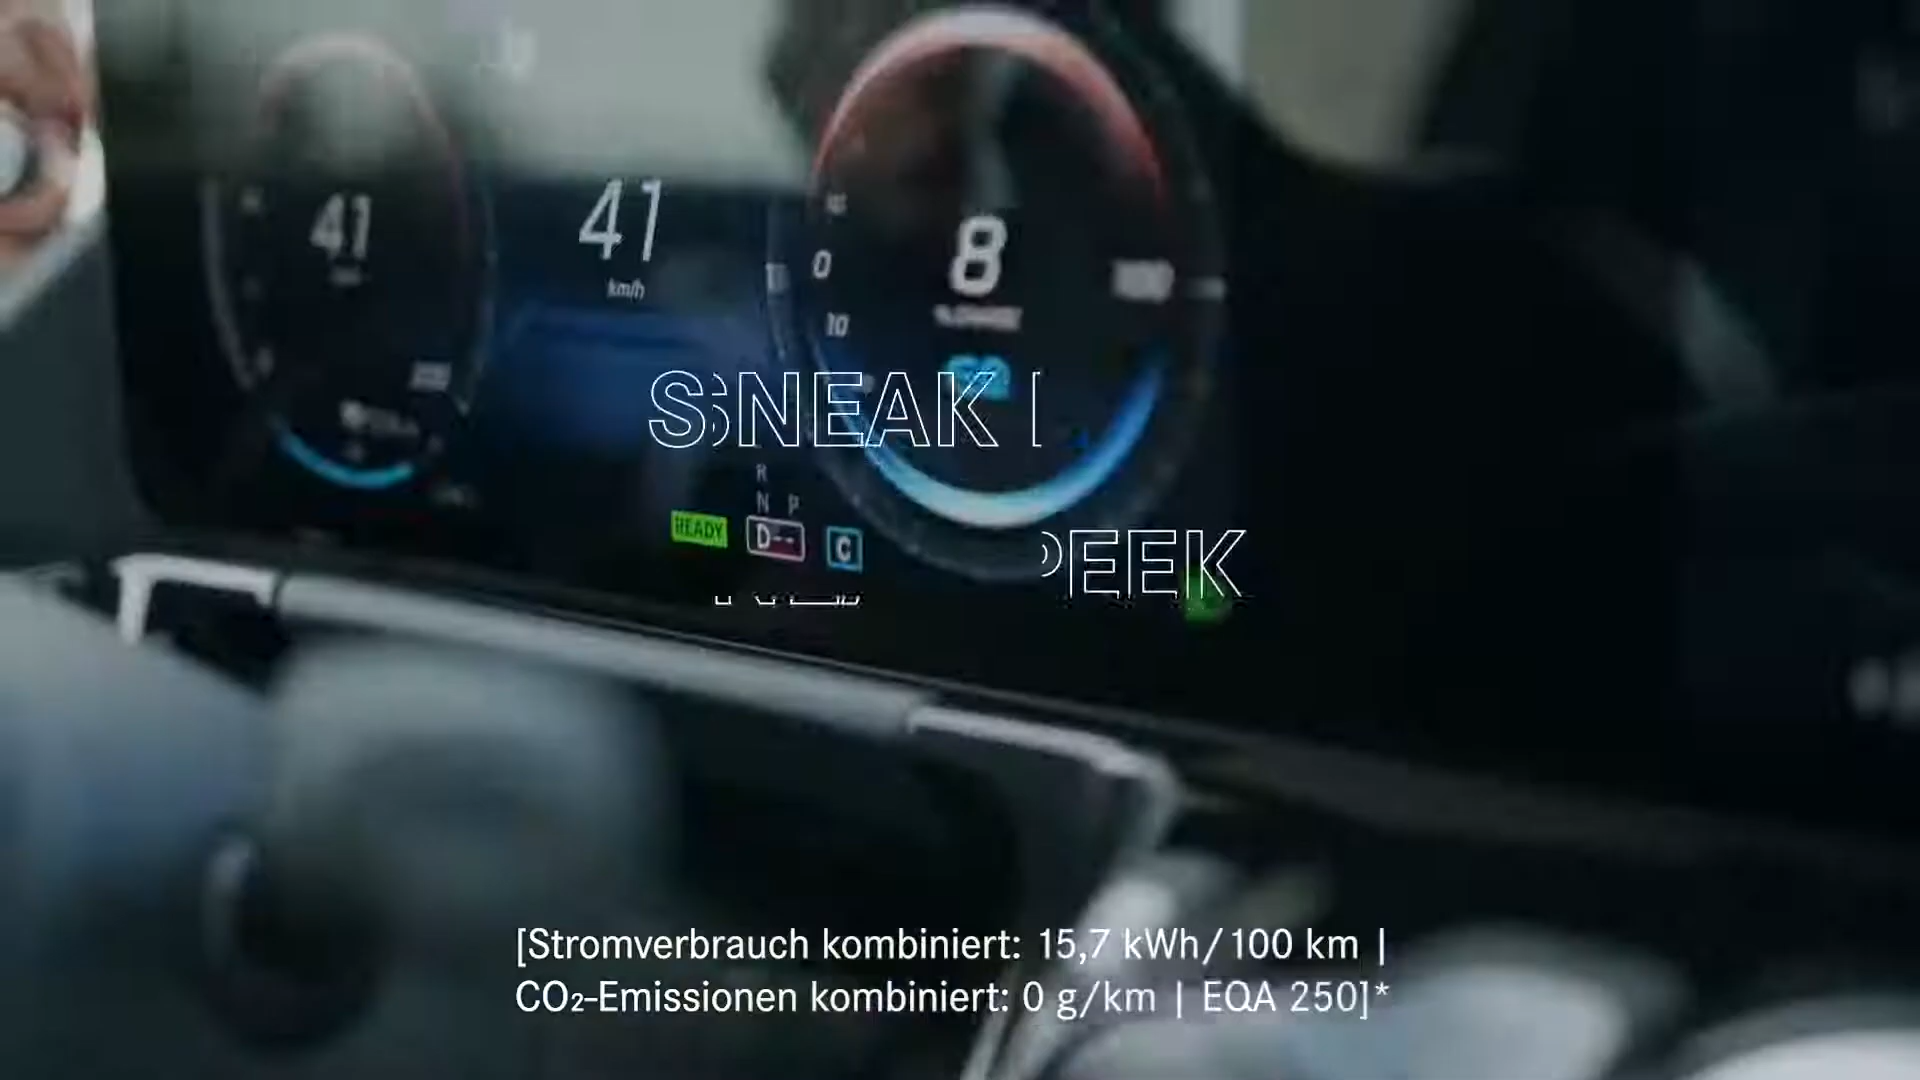 41
41
km/h
0
10
8
100
SNEAK
PEEK
R
N P
READY
D--
C
[Stromverbrauch kombiniert: 15,7 kWh/100 km |
CO₂-Emissionen kombiniert: 0 g/km | EQA 250]*